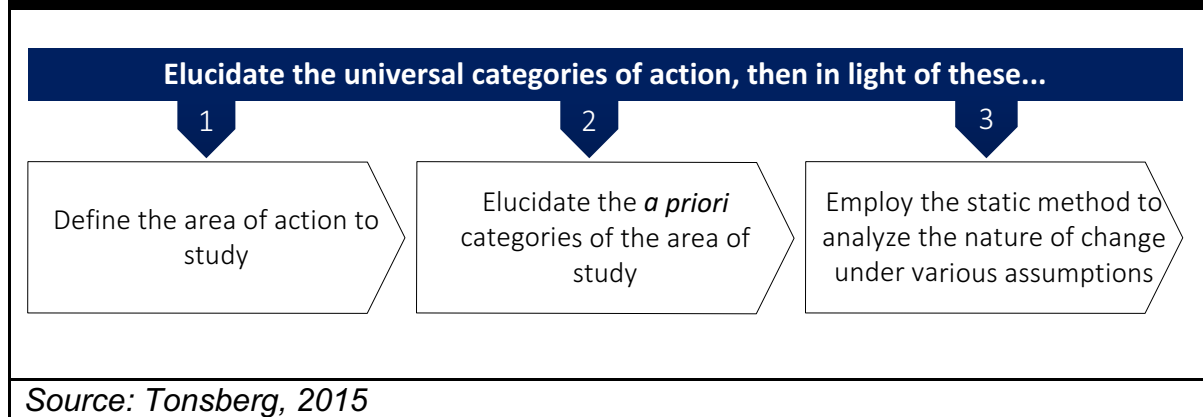 Elucidate the universal categories of action, then in light of these...
1
2
3
Define the area of action to
study
Elucidate the a priori
categories of the area of
study
Employ the static method to
analyze the nature of change
under various assumptions
Source: Tonsberg, 2015